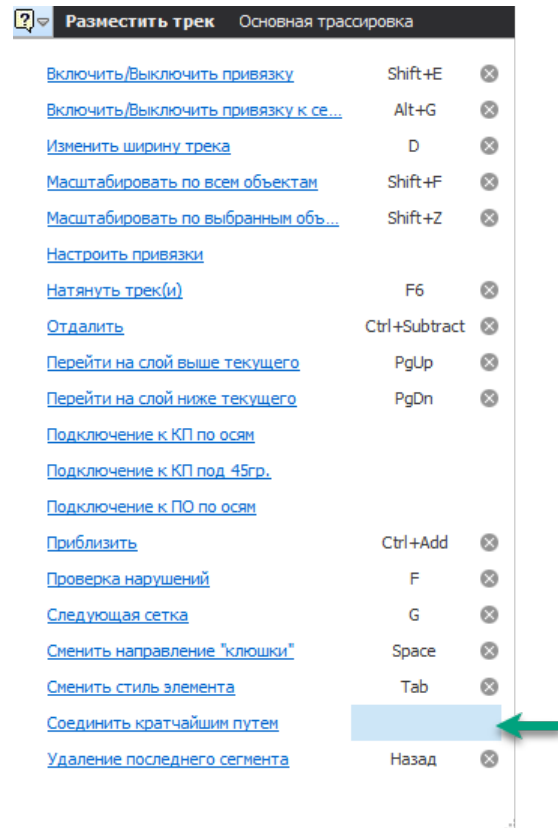 Разместить трек Основная трассировка
Включить/Выключить привязку Shift+E
Включить/Выключить привязку к се... Alt+G
Изменить ширину трека D
Масштабировать по всем объектам Shift+F
Масштабировать по выбранным объ... Shift+Z
Настроить привязки
Натянуть трек(и) F6
Отдалить Ctrl+Subtract
Перейти на слой выше текущего PgUp
Перейти на слой ниже текущего PgDn
Подключение к КП по осям
Подключение к КП под 45гр.
Подключение к ПО по осям
Приблизить Ctrl+Add
Проверка нарушений F
Следующая сетка G
Сменить направление "клюшки" Space
Сменить стиль элемента Tab
Соединить кратчайшим путем
Удаление последнего сегмента Назад